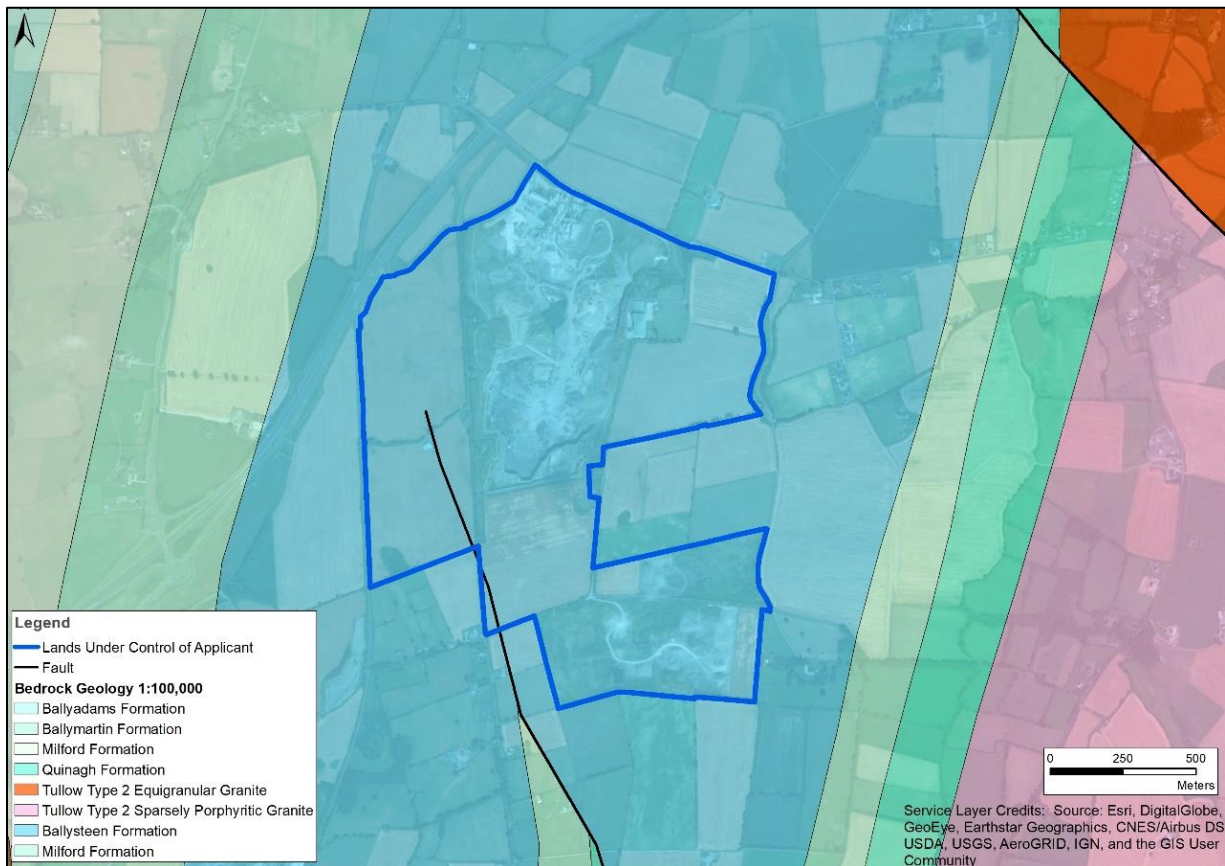 Legend
Lands Under Control of Applicant
Fault
Bedrock Geology 1:100,000
Ballyadams Formation
Ballymartin Formation
Milford Formation
Quinagh Formation
Tullow Type 2 Equigranular Granite
Tullow Type 2 Sparsely Porphyritic Granite
Ballysteen Formation
Milford Formation
0 250 500
Meters
Service Layer Credits: Source: Esri, DigitalGlobe,
GeoEye, Earthstar Geographics, CNES/Airbus DS,
USDA, USGS, AeroGRID, IGN, and the GIS User
Community